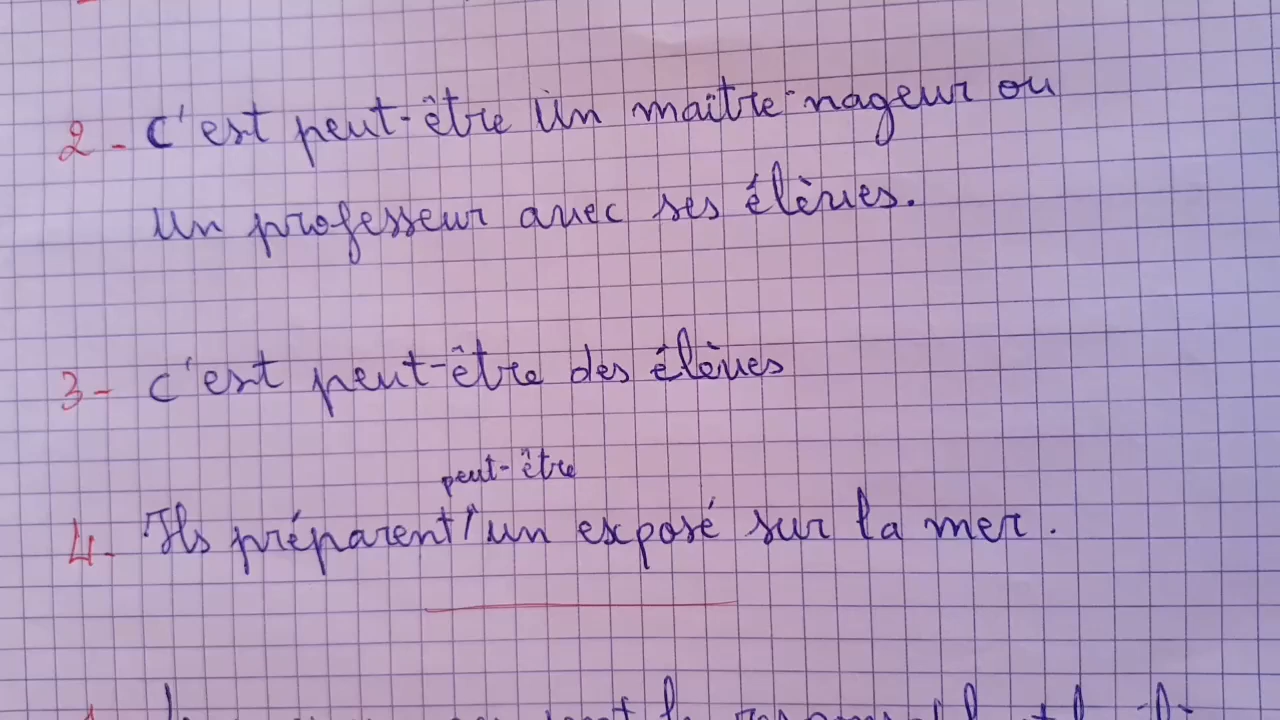 2- c'est peut-être un maître-nageur ou
un professeur avec ses élèves.
3- c'est peut-être des élèves
peut-être
4- Ils préparent / un exposé sur la mer.